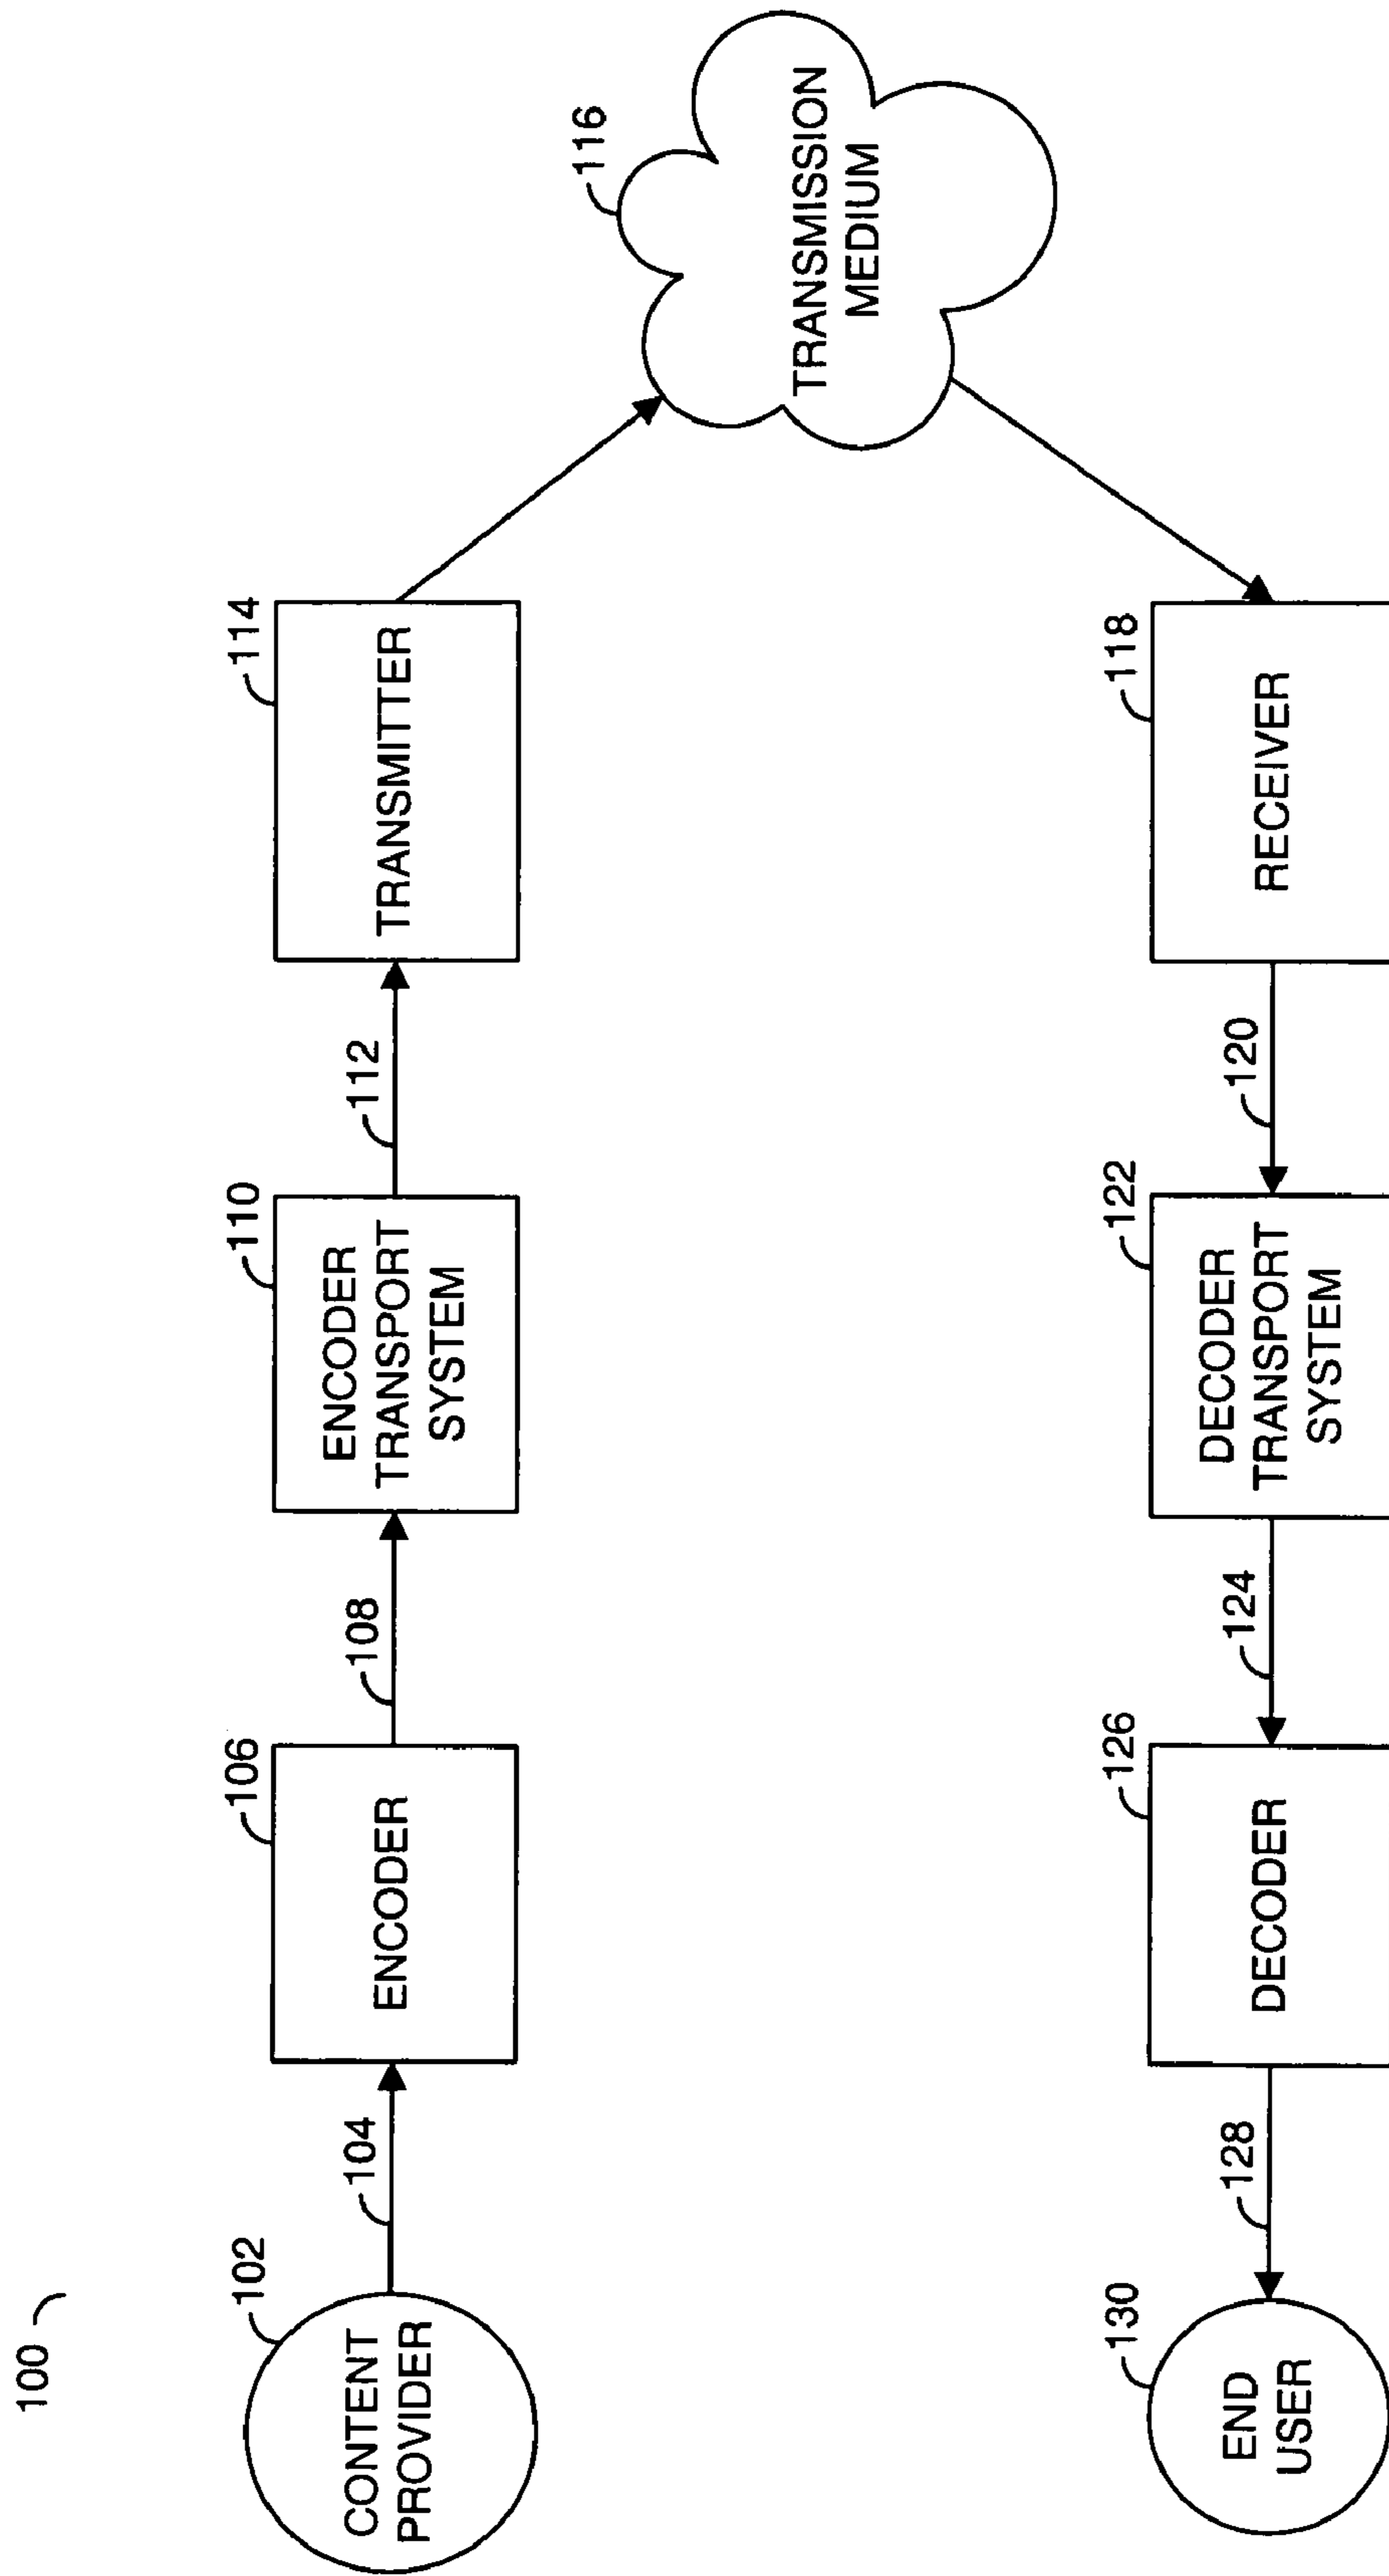 100
102
CONTENT
PROVIDER
104
106
ENCODER
108
110
ENCODER
TRANSPORT
SYSTEM
112
114
TRANSMITTER
116
TRANSMISSION
MEDIUM
118
RECEIVER
120
122
DECODER
TRANSPORT
SYSTEM
124
126
DECODER
128
130
END
USER